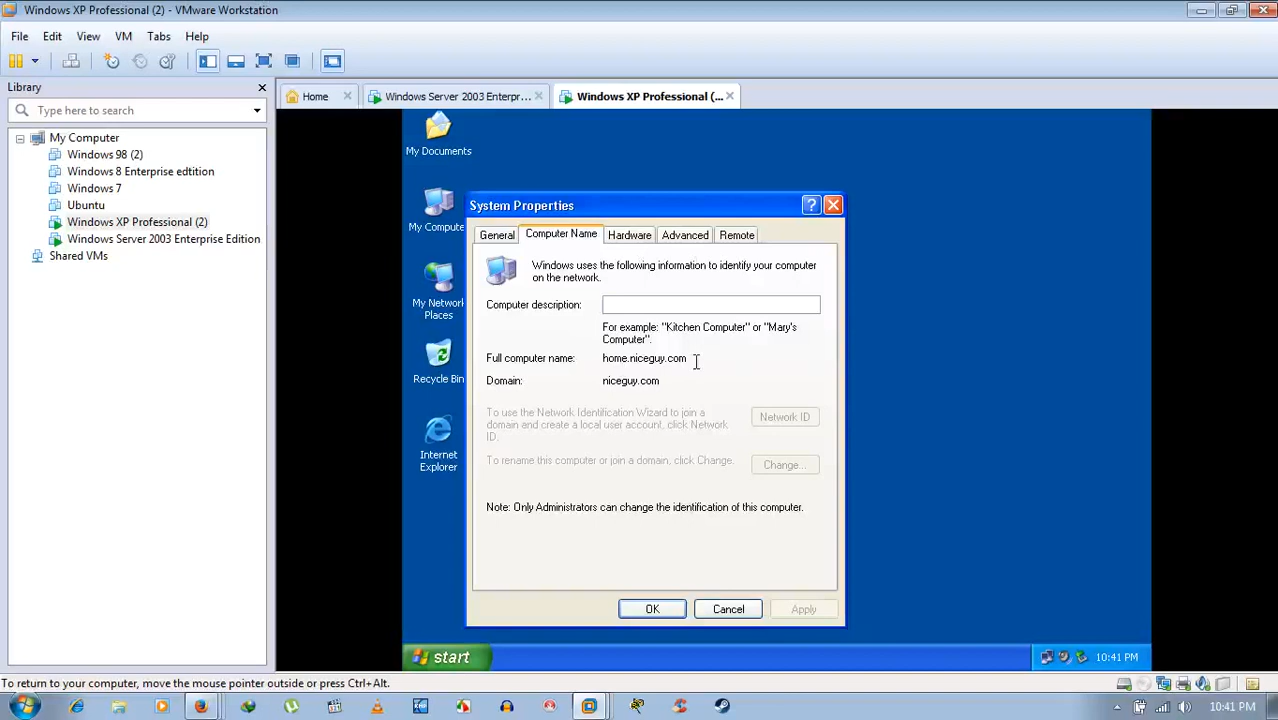 Windows XP Professional (2) - VMware Workstation
File Edit View VM Tabs Help
Library
Type here to search
My Computer
Windows 98 (2)
Windows 8 Enterprise edtition
Windows 7
Ubuntu
Windows XP Professional (2)
Windows Server 2003 Enterprise Edition
Shared VMs
Home
Windows Server 2003 Enterpr...
Windows XP Professional (...
My Documents
My Compute
My Network
Places
Recycle Bin
Internet
Explorer
System Properties
General
Computer Name
Hardware
Advanced
Remote
Windows uses the following information to identify your computer
on the network.
Computer description:
For example: "Kitchen Computer" or "Mary's
Computer".
Full computer name: home.niceguy.com
Domain: niceguy.com
To use the Network Identification Wizard to join a
domain and create a local user account, click Network
ID.
Network ID
To rename this computer or join a domain, click Change.
Change...
Note: Only Administrators can change the identification of this computer.
OK
Cancel
Apply
start
10:41 PM
To return to your computer, move the mouse pointer outside or press Ctrl+Alt.
10:41 PM